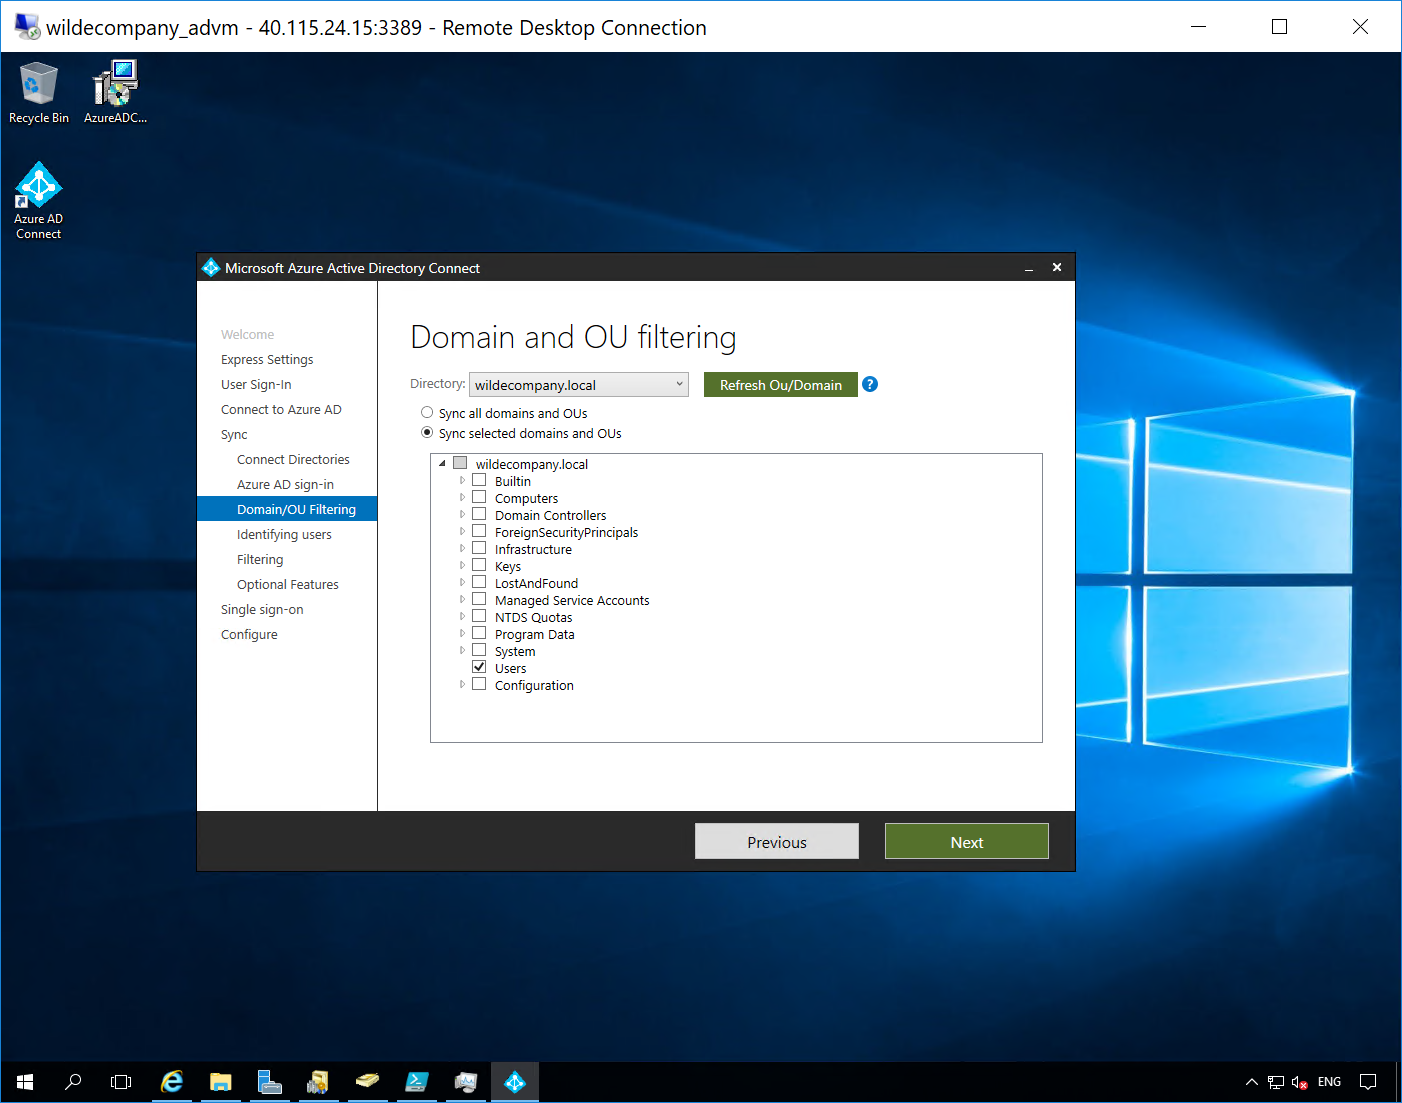 wildecompany_advm - 40.115.24.15:3389 - Remote Desktop Connection
Recycle Bin
AzureADC...
Azure AD
Connect
Microsoft Azure Active Directory Connect
Welcome
Express Settings
User Sign-In
Connect to Azure AD
Sync
Connect Directories
Azure AD sign-in
Domain/OU Filtering
Identifying users
Filtering
Optional Features
Single sign-on
Configure
Domain and OU filtering
Directory: wildecompany.local Refresh Ou/Domain ?
Sync all domains and OUs
Sync selected domains and OUs
wildecompany.local
Builtin
Computers
Domain Controllers
ForeignSecurityPrincipals
Infrastructure
Keys
LostAndFound
Managed Service Accounts
NTDS Quotas
Program Data
System
Users
Configuration
Previous Next
ENG